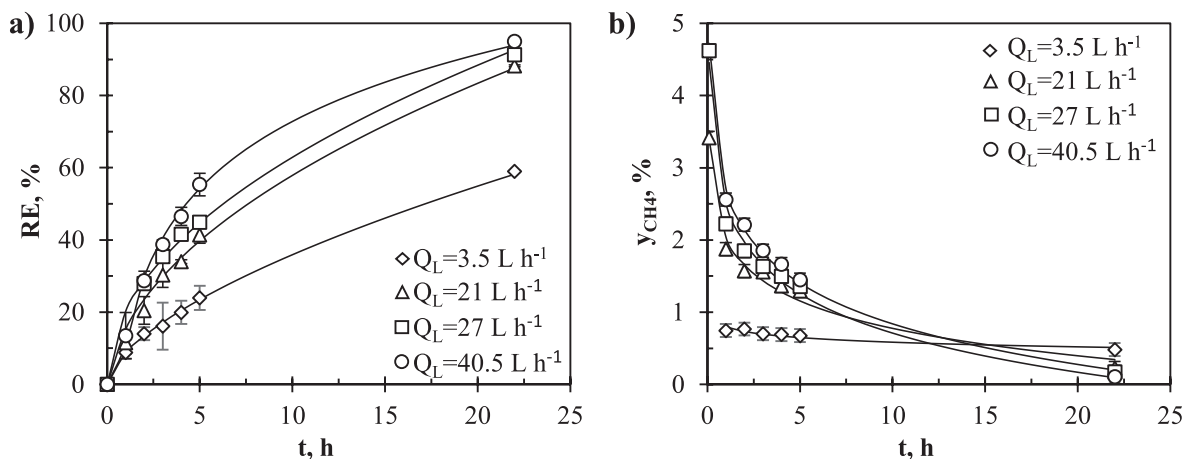 a)
RE, %
100
80
60
40
20
0
0
5
10
15
20
25
t, h
Q_L=3.5 L h⁻¹
Q_L=21 L h⁻¹
Q_L=27 L h⁻¹
Q_L=40.5 L h⁻¹
b)
y_CH4, %
5
4
3
2
1
0
0
5
10
15
20
25
t, h
Q_L=3.5 L h⁻¹
Q_L=21 L h⁻¹
Q_L=27 L h⁻¹
Q_L=40.5 L h⁻¹